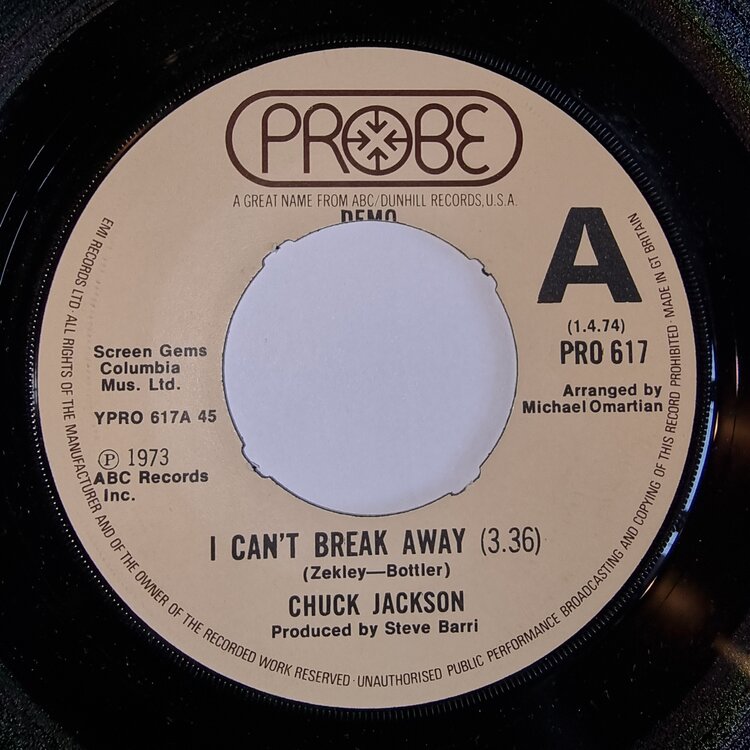 PROBE
A GREAT NAME FROM ABC/DUNHILL RECORDS, U.S.A.
DEMO
A
(1.4.74)
PRO 617
Arranged by
Michael Omartian
Screen Gems
Columbia
Mus. Ltd.
YPRO 617A 45
Ⓟ 1973
ABC Records
Inc.
I CAN'T BREAK AWAY (3.36)
(Zekley—Bottler)
CHUCK JACKSON
Produced by Steve Barri
EMI RECORDS LTD · ALL RIGHTS OF THE MANUFACTURER AND OF THE OWNER OF THE RECORDED WORK RESERVED · UNAUTHORISED PUBLIC PERFORMANCE BROADCASTING AND COPYING OF THIS RECORD PROHIBITED · MADE IN GT BRITAIN